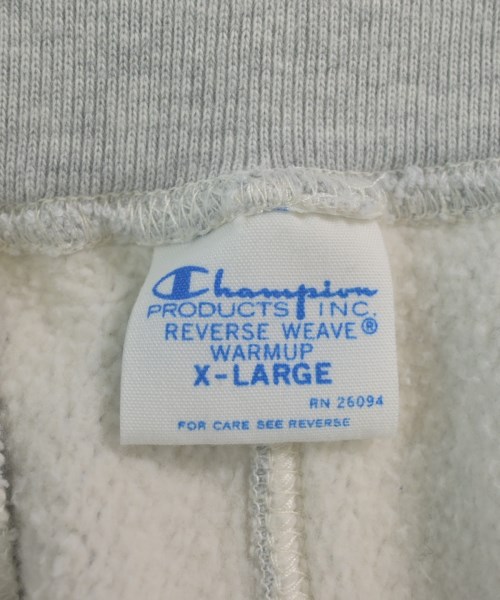 Champion
PRODUCTS INC.
REVERSE WEAVE®
WARMUP
X-LARGE
RN 26094
FOR CARE SEE REVERSE